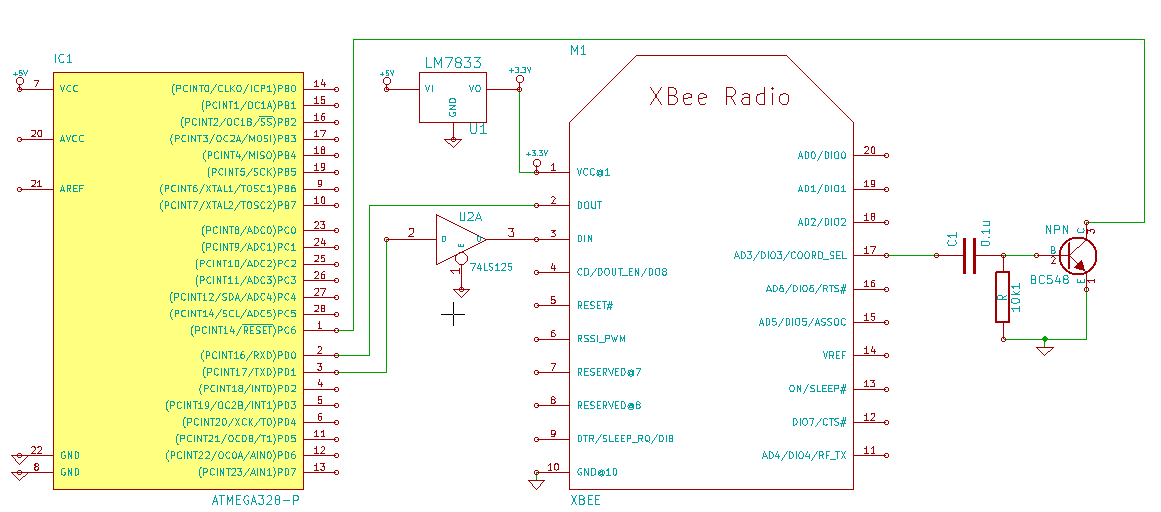 IC1
ATMEGA328-P
+5V
7 VCC
20 AVCC
21 AREF
22 GND
8 GND
(PCINT0/CLKO/ICP1)PB0 14
(PCINT1/OC1A)PB1 15
(PCINT2/OC1B/SS)PB2 16
(PCINT3/OC2A/MOSI)PB3 17
(PCINT4/MISO)PB4 18
(PCINT5/SCK)PB5 19
(PCINT6/XTAL1/TOSC1)PB6 9
(PCINT7/XTAL2/TOSC2)PB7 10
(PCINT8/ADC0)PC0 23
(PCINT9/ADC1)PC1 24
(PCINT10/ADC2)PC2 25
(PCINT11/ADC3)PC3 26
(PCINT12/SDA/ADC4)PC4 27
(PCINT14/SCL/ADC5)PC5 28
(PCINT14/RESET)PC6 1
(PCINT16/RXD)PD0 2
(PCINT17/TXD)PD1 3
(PCINT18/INT0)PD2 4
(PCINT19/OC2B/INT1)PD3 5
(PCINT20/XCK/T0)PD4 6
(PCINT21/OC0B/T1)PD5 11
(PCINT22/OC0A/AIN0)PD6 12
(PCINT23/AIN1)PD7 13
LM7833
+5V
VI VO
GND
U1
+3.3V
+3.3V
U2A
2 D O 3
E
1
74LS125
M1
XBee Radio
1 VCC@1
2 DOUT
3 DIN
4 CD/DOUT_EN/DO8
5 RESET#
6 RSSI_PWM
7 RESERVED@7
8 RESERVED@8
9 DTR/SLEEP_RQ/DI8
10 GND@10
XBEE
AD0/DIO0 20
AD1/DIO1 19
AD2/DIO2 18
AD3/DIO3/COORD_SEL 17
AD6/DIO6/RTS# 16
AD5/DIO5/ASSOC 15
VREF 14
ON/SLEEP# 13
DIO7/CTS# 12
AD4/DIO4/RF_TX 11
C1
0.1u
R
10k1
NPN
BC548
C 3
B 2
E 1